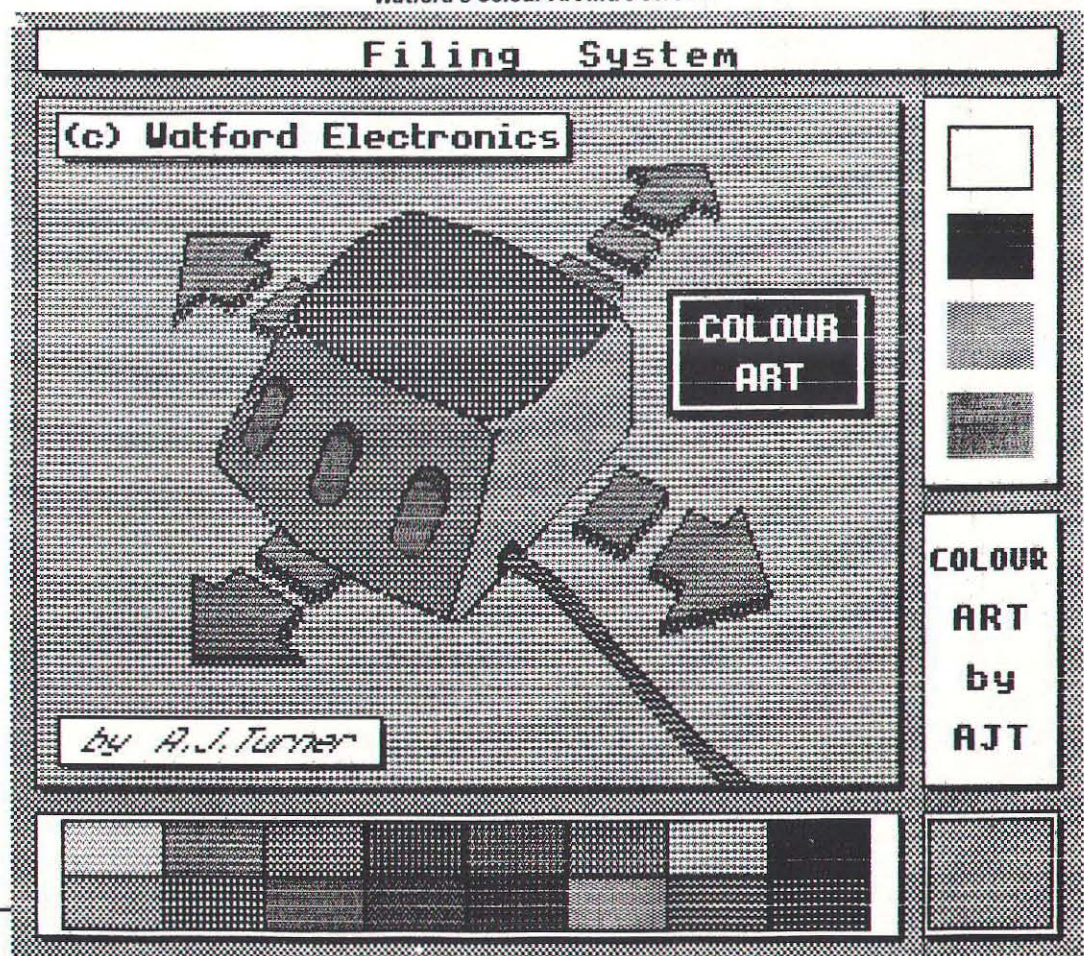 Filing System
(c) Watford Electronics
COLOUR
ART
by A.J.Turner
COLOUR
ART
by
AJT